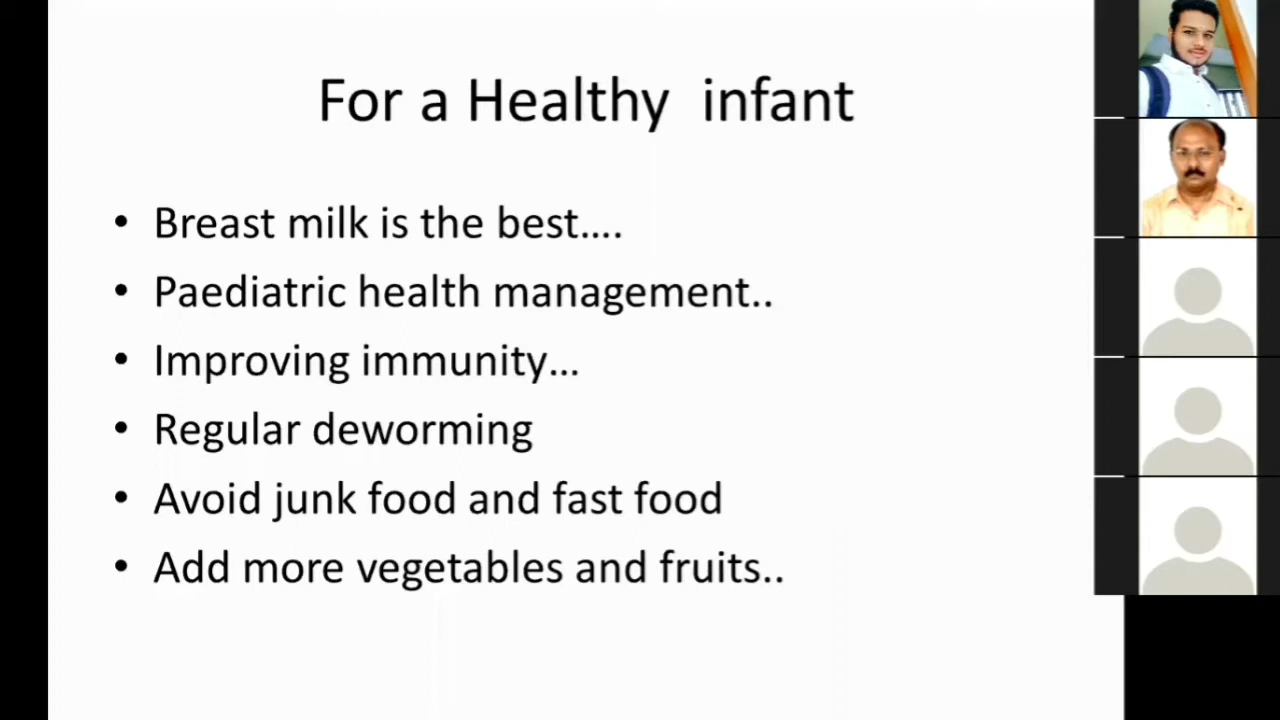 For a Healthy infant
• Breast milk is the best....
• Paediatric health management..
• Improving immunity...
• Regular deworming
• Avoid junk food and fast food
• Add more vegetables and fruits..